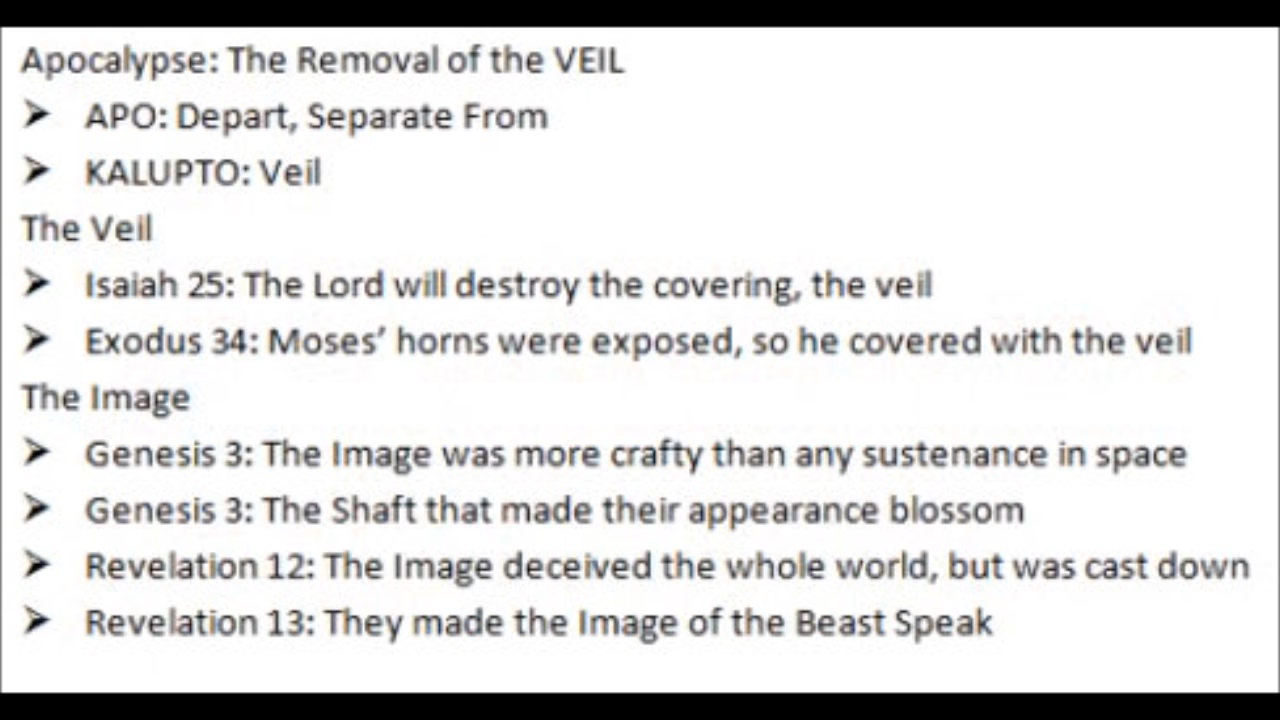 Apocalypse: The Removal of the VEIL
➤ APO: Depart, Separate From
➤ KALUPTO: Veil
The Veil
➤ Isaiah 25: The Lord will destroy the covering, the veil
➤ Exodus 34: Moses’ horns were exposed, so he covered with the veil
The Image
➤ Genesis 3: The Image was more crafty than any sustenance in space
➤ Genesis 3: The Shaft that made their appearance blossom
➤ Revelation 12: The Image deceived the whole world, but was cast down
➤ Revelation 13: They made the Image of the Beast Speak